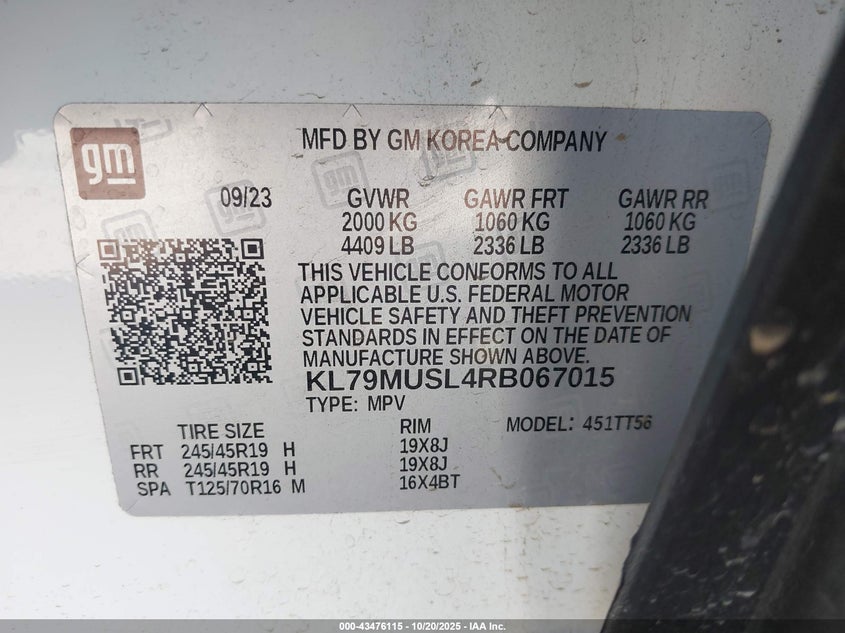 gm
MFD BY GM KOREA COMPANY
09/23 GVWR GAWR FRT GAWR RR
2000 KG 1060 KG 1060 KG
4409 LB 2336 LB 2336 LB
THIS VEHICLE CONFORMS TO ALL
APPLICABLE U.S. FEDERAL MOTOR
VEHICLE SAFETY AND THEFT PREVENTION
STANDARDS IN EFFECT ON THE DATE OF
MANUFACTURE SHOWN ABOVE.
KL79MUSL4RB067015
TYPE: MPV
TIRE SIZE RIM MODEL: 451TT56
FRT 245/45R19 H 19X8J
RR 245/45R19 H 19X8J
SPA T125/70R16 M 16X4BT
000-43476115 | 10/20/2025 | IAA Inc.